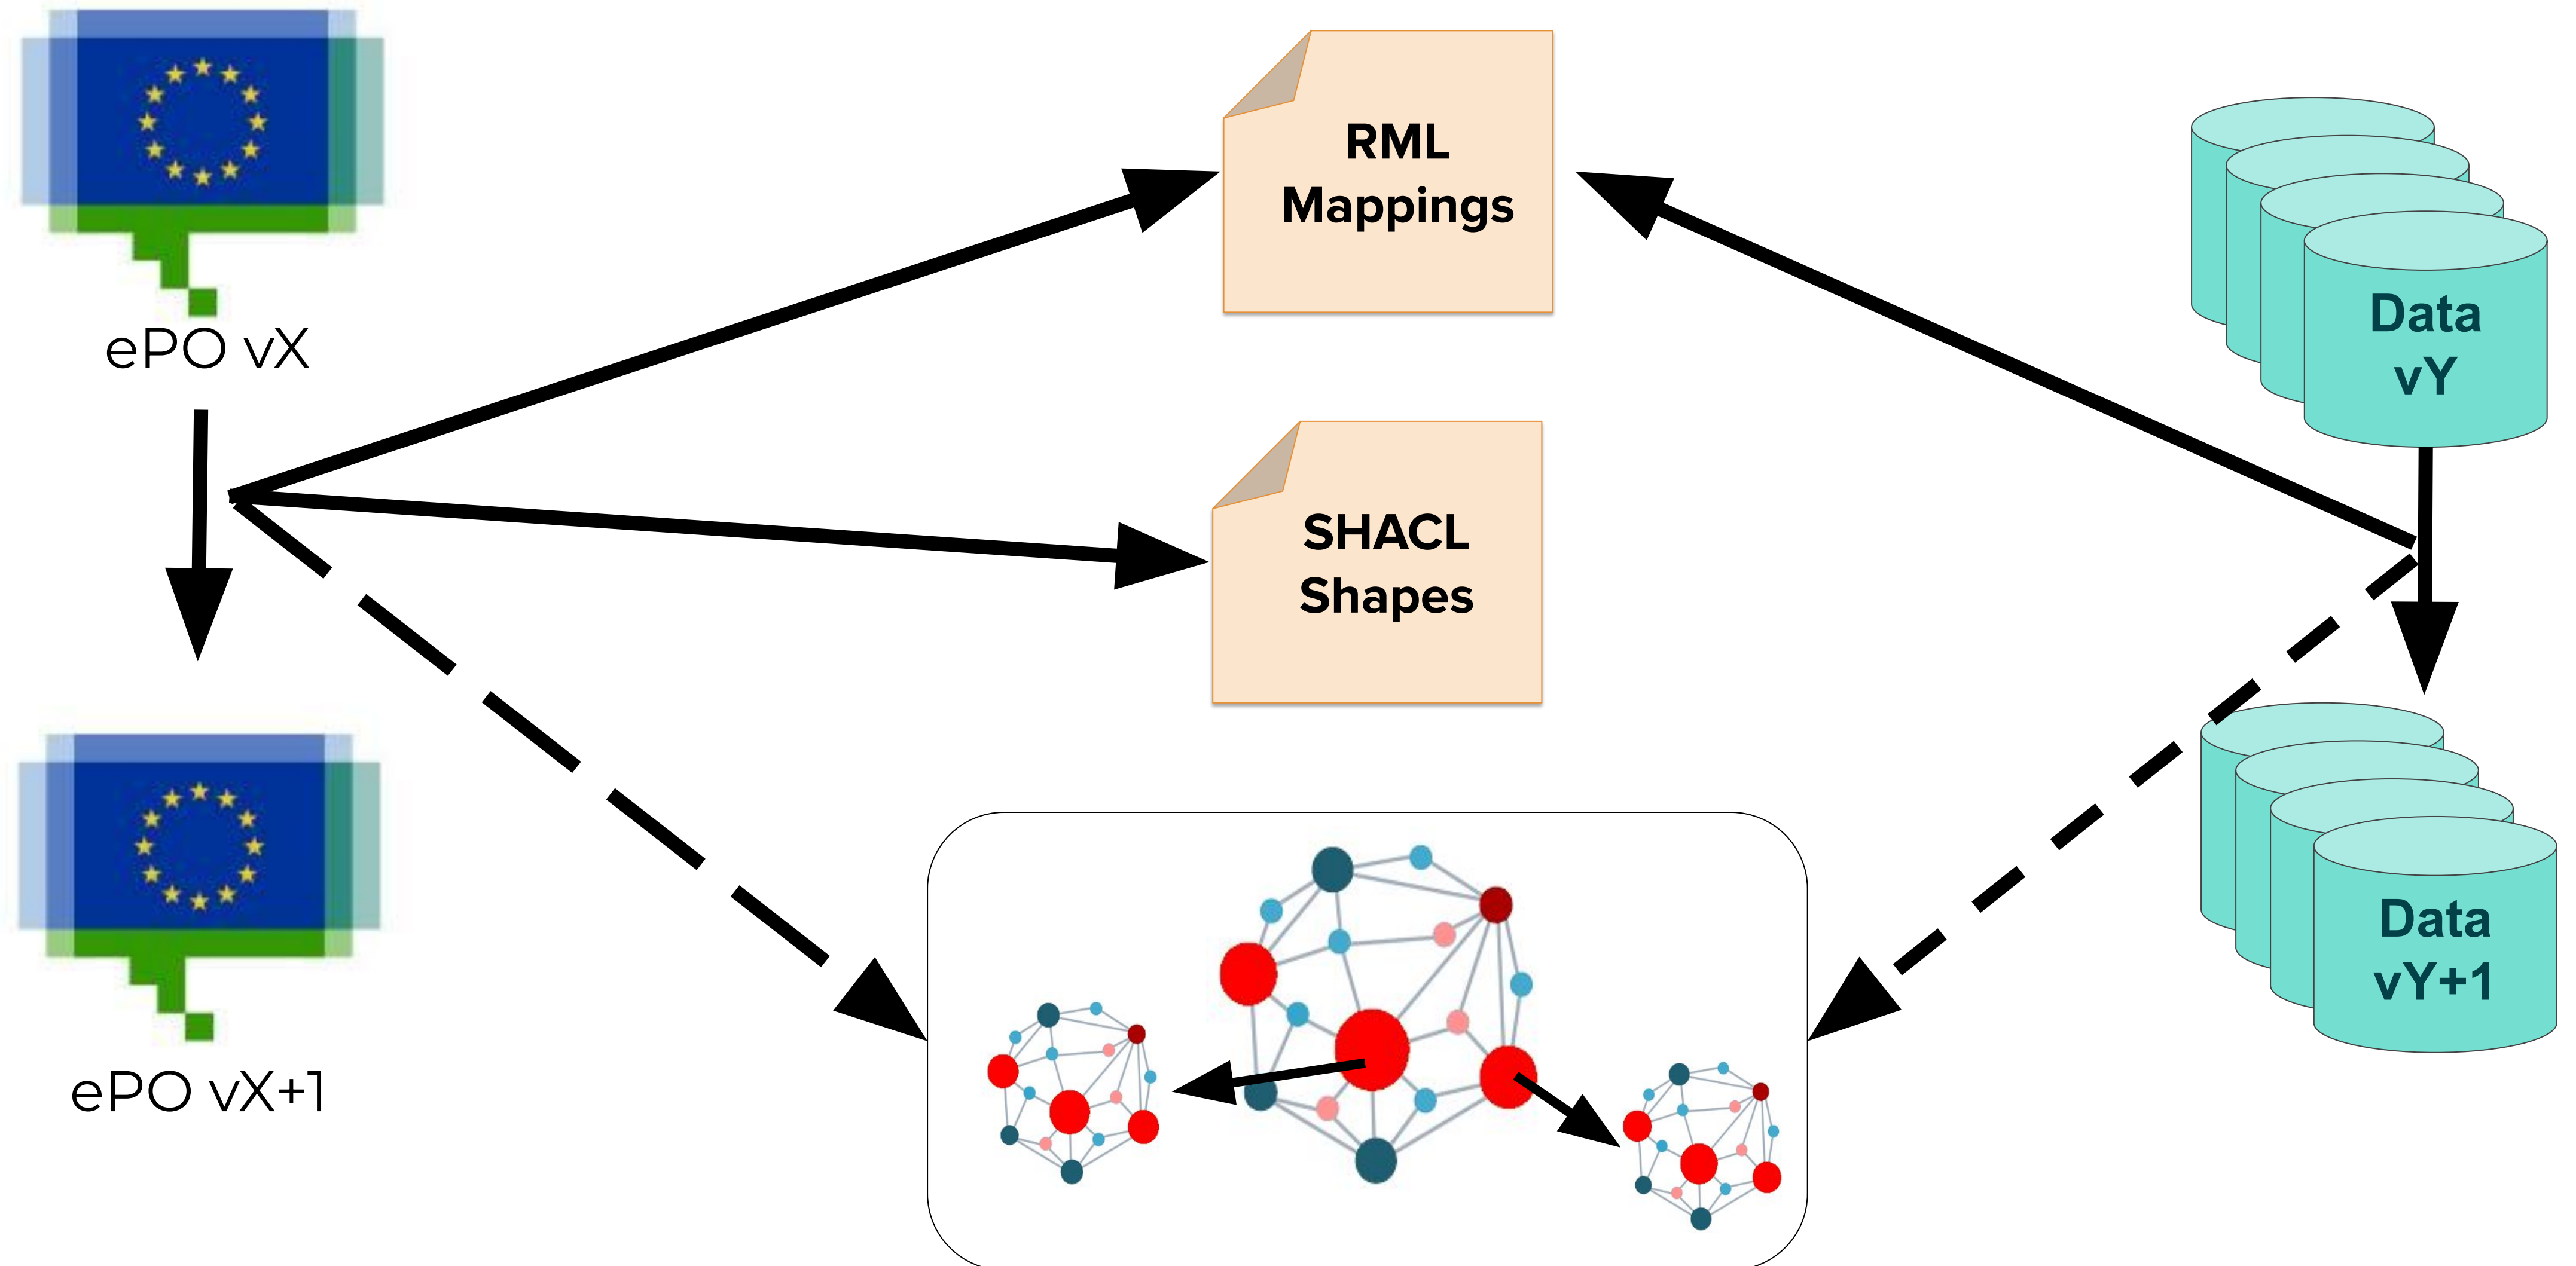 ePO vX
RML
Mappings
Data
vY
SHACL
Shapes
ePO vX+1
Data
vY+1